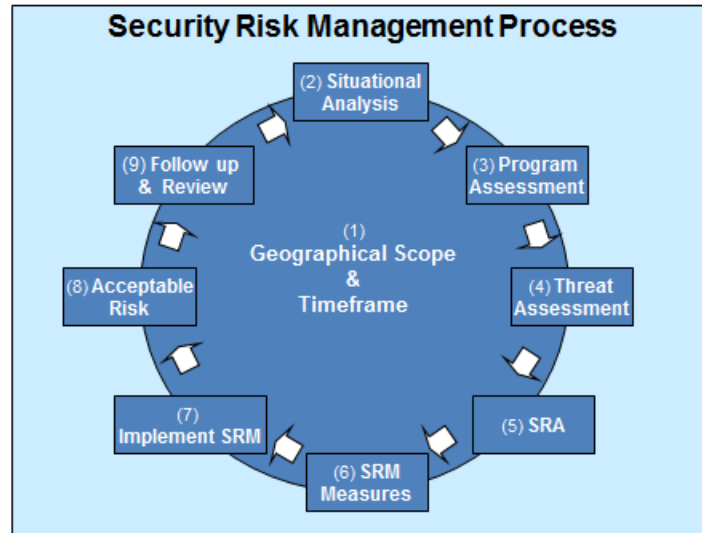 Security Risk Management Process
(1)
Geographical Scope
&
Timeframe
(2) Situational
Analysis
(3) Program
Assessment
(4) Threat
Assessment
(5) SRA
(6) SRM
Measures
(7)
Implement SRM
(8) Acceptable
Risk
(9) Follow up
& Review